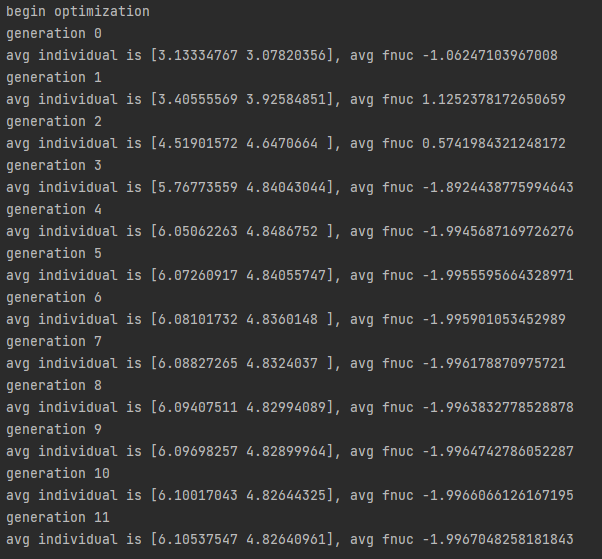 begin optimization
generation 0
avg individual is [3.13334767 3.07820356], avg fnuc -1.06247103967008
generation 1
avg individual is [3.40555569 3.92584851], avg fnuc 1.1252378172650659
generation 2
avg individual is [4.51901572 4.6470664 ], avg fnuc 0.5741984321248172
generation 3
avg individual is [5.76773559 4.84043044], avg fnuc -1.8924438775994643
generation 4
avg individual is [6.05062263 4.8486752 ], avg fnuc -1.9945687169726276
generation 5
avg individual is [6.07260917 4.84055747], avg fnuc -1.9955595664328971
generation 6
avg individual is [6.08101732 4.8360148 ], avg fnuc -1.995901053452989
generation 7
avg individual is [6.08827265 4.8324037 ], avg fnuc -1.996178870975721
generation 8
avg individual is [6.09407511 4.82994089], avg fnuc -1.9963832778528878
generation 9
avg individual is [6.09698257 4.82899964], avg fnuc -1.9964742786052287
generation 10
avg individual is [6.10017043 4.82644325], avg fnuc -1.9966066126167195
generation 11
avg individual is [6.10537547 4.82640961], avg fnuc -1.9967048258181843